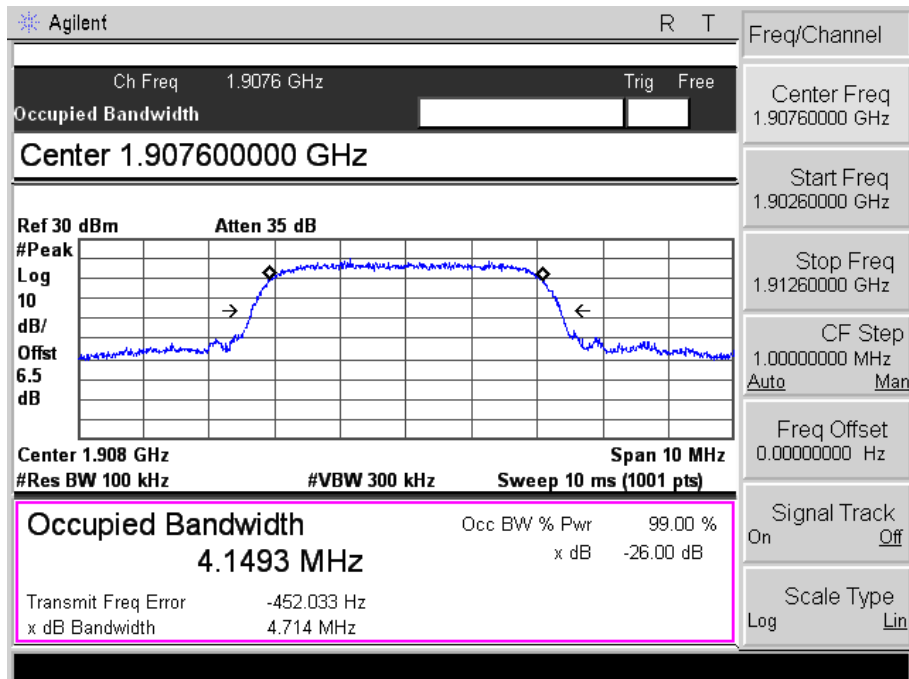 Agilent R T
Ch Freq 1.9076 GHz Trig Free
Occupied Bandwidth
Center 1.907600000 GHz
Ref 30 dBm Atten 35 dB
#Peak
Log
10
dB/
Offst
6.5
dB
Center 1.908 GHz Span 10 MHz
#Res BW 100 kHz #VBW 300 kHz Sweep 10 ms (1001 pts)
Occupied Bandwidth
4.1493 MHz
Occ BW % Pwr 99.00 %
x dB -26.00 dB
Transmit Freq Error -452.033 Hz
x dB Bandwidth 4.714 MHz
Freq/Channel
Center Freq
1.90760000 GHz
Start Freq
1.90260000 GHz
Stop Freq
1.91260000 GHz
CF Step
1.00000000 MHz
Auto Man
Freq Offset
0.00000000 Hz
Signal Track
On Off
Scale Type
Log Lin